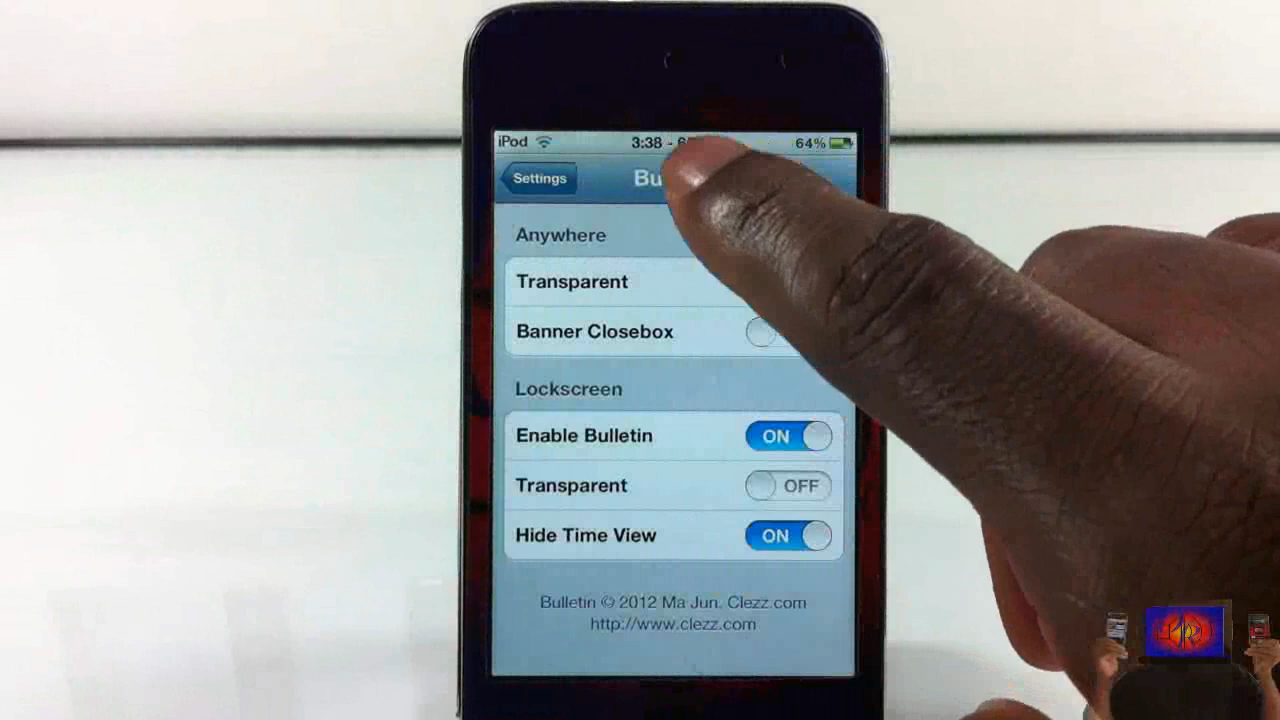 iPod 3:38 - 64%
Settings Bu
Anywhere
Transparent
Banner Closebox
Lockscreen
Enable Bulletin ON
Transparent OFF
Hide Time View ON
Bulletin © 2012 Ma Jun. Clezz.com
http://www.clezz.com